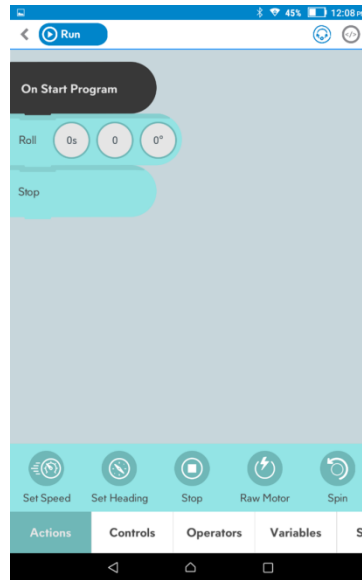 45% 12:08 P
Run
On Start Program
Roll 0s 0 0°
Stop
Set Speed Set Heading Stop Raw Motor Spin
Actions Controls Operators Variables S